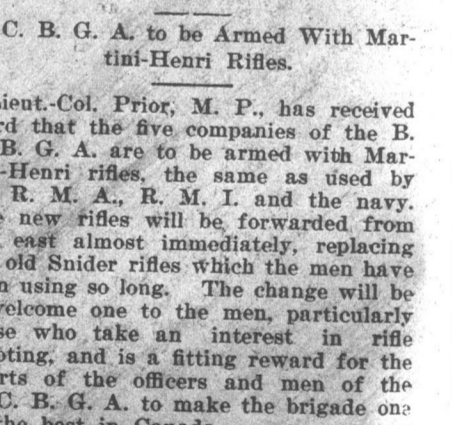 C. B. G. A. to be Armed With Mar-
tini-Henri Rifles.
ieut.-Col. Prior, M. P., has received
rd that the five companies of the B.
B. G. A. are to be armed with Mar-
-Henri rifles, the same as used by
R. M. A., R. M. I. and the navy.
e new rifles will be forwarded from
east almost immediately, replacing
old Snider rifles which the men have
n using so long. The change will be
velcome one to the men, particularly
se who take an interest in rifle
oting, and is a fitting reward for the
rts of the officers and men of the
C. B. G. A. to make the brigade one
the best in Canada